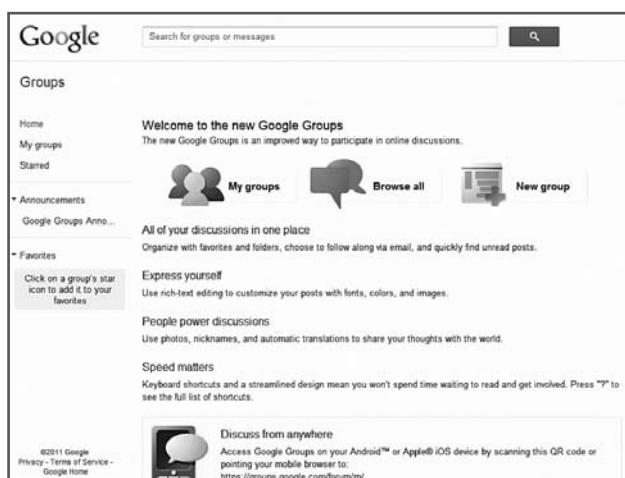 Google
Search for groups or messages
Groups
Home
My groups
Starred
Announcements
Google Groups Anno...
Favorites
Click on a group's star
icon to add it to your
favorites
©2011 Google
Privacy - Terms of Service -
Google Home
Welcome to the new Google Groups
The new Google Groups is an improved way to participate in online discussions.
My groups
Browse all
New group
All of your discussions in one place
Organize with favorites and folders, choose to follow along via email, and quickly find unread posts.
Express yourself
Use rich-text editing to customize your posts with fonts, colors, and images.
People power discussions
Use photos, nicknames, and automatic translations to share your thoughts with the world.
Speed matters
Keyboard shortcuts and a streamlined design mean you won't spend time waiting to read and get involved. Press "?" to
see the full list of shortcuts.
Discuss from anywhere
Access Google Groups on your Android™ or Apple® iOS device by scanning this QR code or
pointing your mobile browser to:
https://groups.google.com/forum/m/